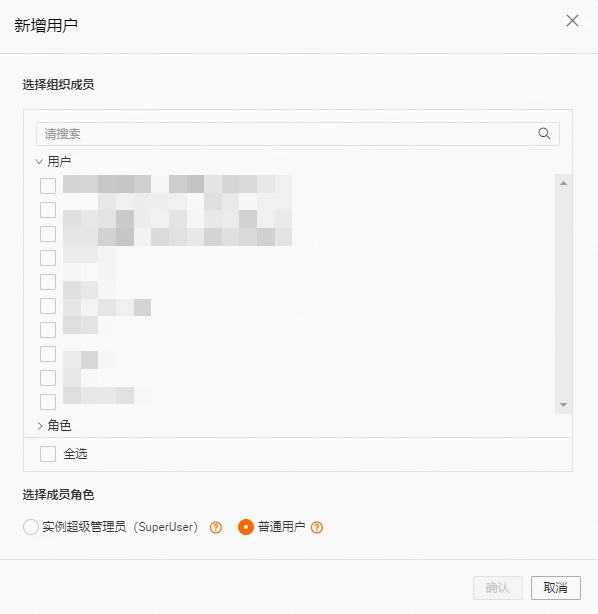 新增用户
选择组织成员
请搜索
用户
角色
全选
选择成员角色
实例超级管理员（SuperUser） 普通用户
确认 取消